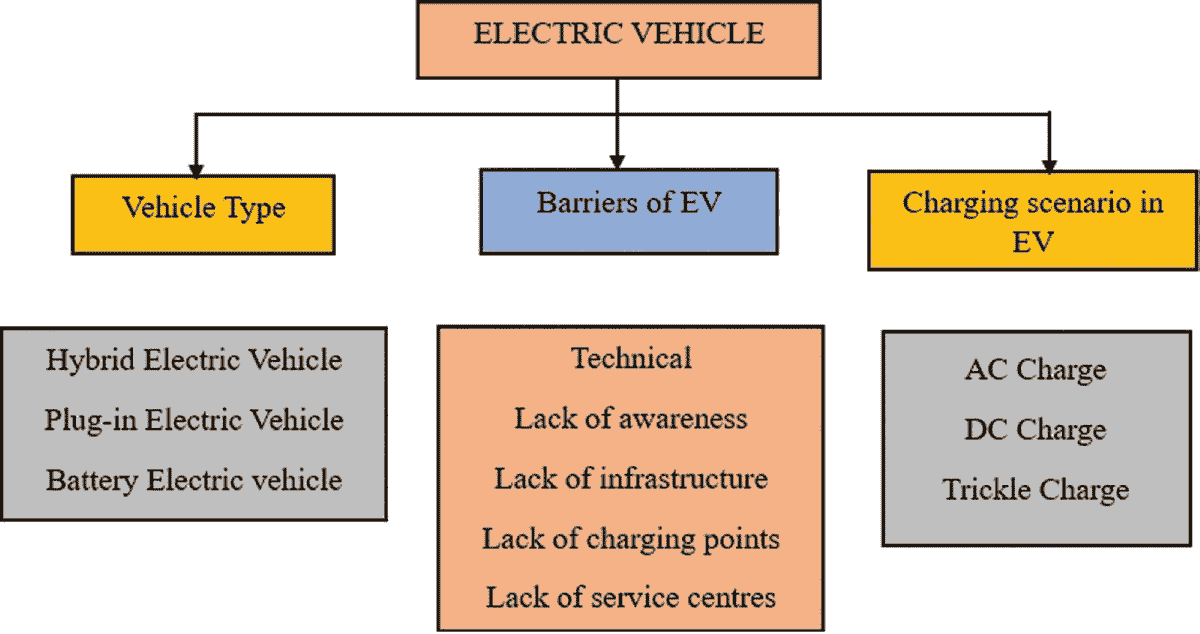 ELECTRIC VEHICLE
Vehicle Type
Barriers of EV
Charging scenario in
EV
Hybrid Electric Vehicle
Plug-in Electric Vehicle
Battery Electric vehicle
Technical
Lack of awareness
Lack of infrastructure
Lack of charging points
Lack of service centres
AC Charge
DC Charge
Trickle Charge